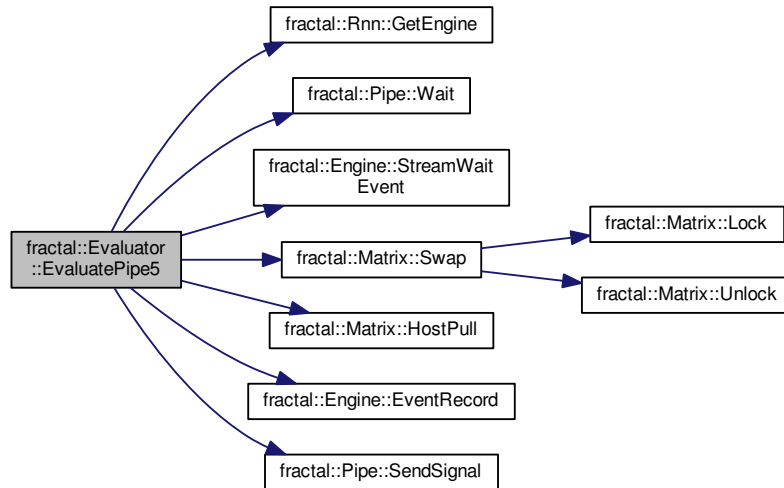 fractal::Rnn::GetEngine
fractal::Pipe::Wait
fractal::Engine::StreamWait
Event
fractal::Evaluator
::EvaluatePipe5
fractal::Matrix::Swap
fractal::Matrix::Lock
fractal::Matrix::Unlock
fractal::Matrix::HostPull
fractal::Engine::EventRecord
fractal::Pipe::SendSignal